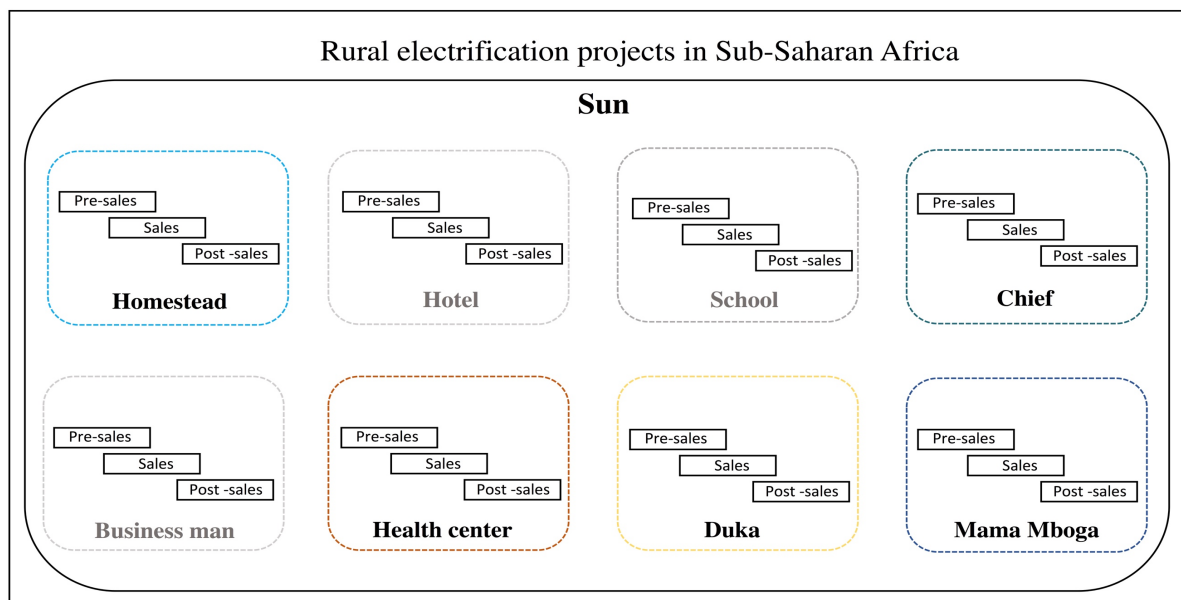 Rural electrification projects in Sub-Saharan Africa
Sun
Pre-sales
Sales
Post -sales
Homestead
Pre-sales
Sales
Post -sales
Hotel
Pre-sales
Sales
Post -sales
School
Pre-sales
Sales
Post -sales
Chief
Pre-sales
Sales
Post -sales
Business man
Pre-sales
Sales
Post -sales
Health center
Pre-sales
Sales
Post -sales
Duka
Pre-sales
Sales
Post -sales
Mama Mboga